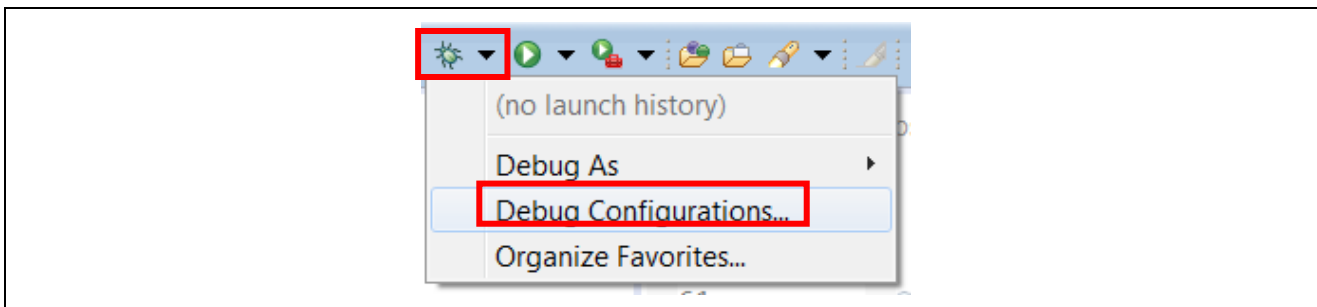 (no launch history)
Debug As
Debug Configurations...
Organize Favorites...